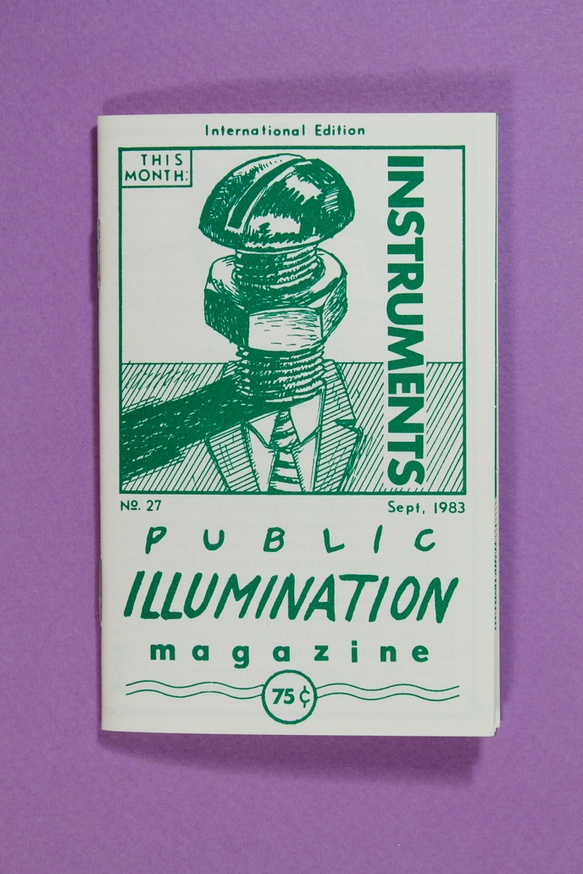 International Edition
THIS
MONTH:
INSTRUMENTS
Nº. 27
Sept, 1983
PUBLIC
ILLUMINATION
magazine
75¢